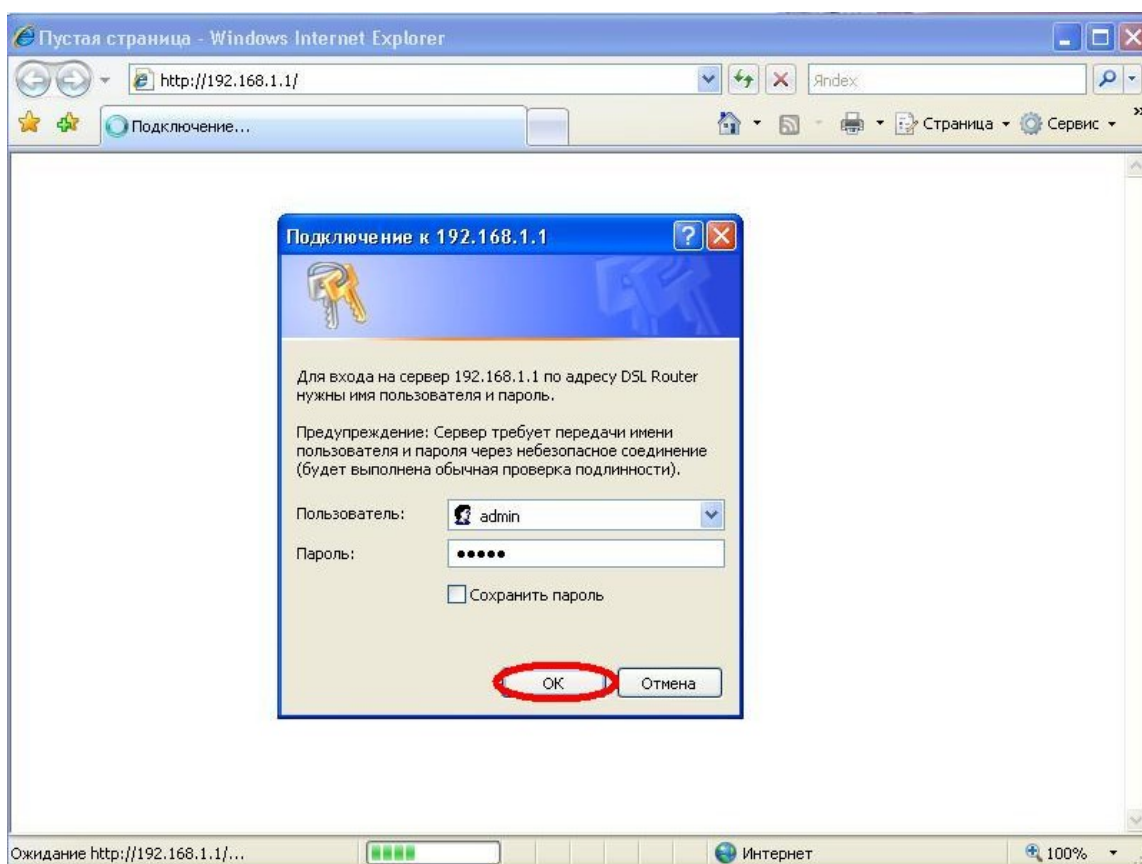 Пустая страница - Windows Internet Explorer
http://192.168.1.1/
Яndex
Подключение...
Страница
Сервис
»
Подключение к 192.168.1.1
Для входа на сервер 192.168.1.1 по адресу DSL Router
нужны имя пользователя и пароль.
Предупреждение: Сервер требует передачи имени
пользователя и пароля через небезопасное соединение
(будет выполнена обычная проверка подлинности).
Пользователь:
admin
Пароль:
•••••
Сохранить пароль
ОК
Отмена
Ожидание http://192.168.1.1/...
Интернет
100%